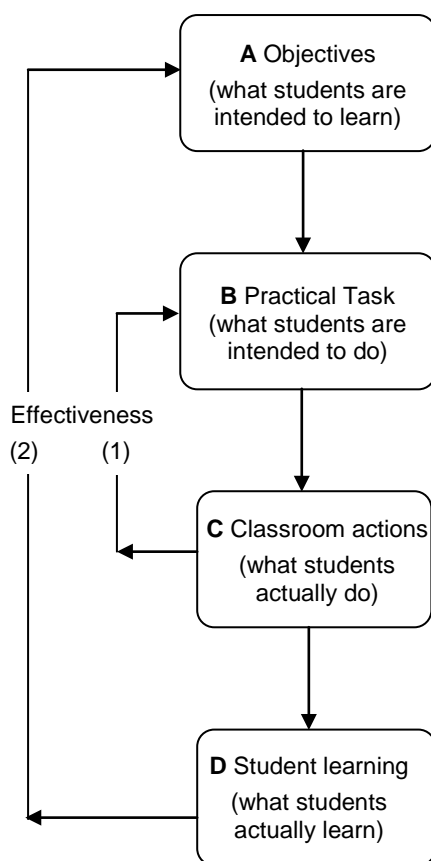 A Objectives
(what students are
intended to learn)
B Practical Task
(what students are
intended to do)
Effectiveness
(2) (1)
C Classroom actions
(what students
actually do)
D Student learning
(what students
actually learn)